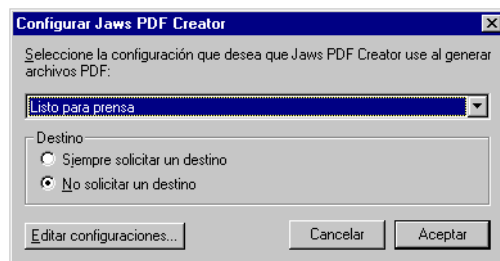 Configurar Jaws PDF Creator
Seleccione la configuración que desea que Jaws PDF Creator use al generar
archivos PDF:
Listo para prensa
Destino
Siempre solicitar un destino
No solicitar un destino
Editar configuraciones...
Cancelar
Aceptar